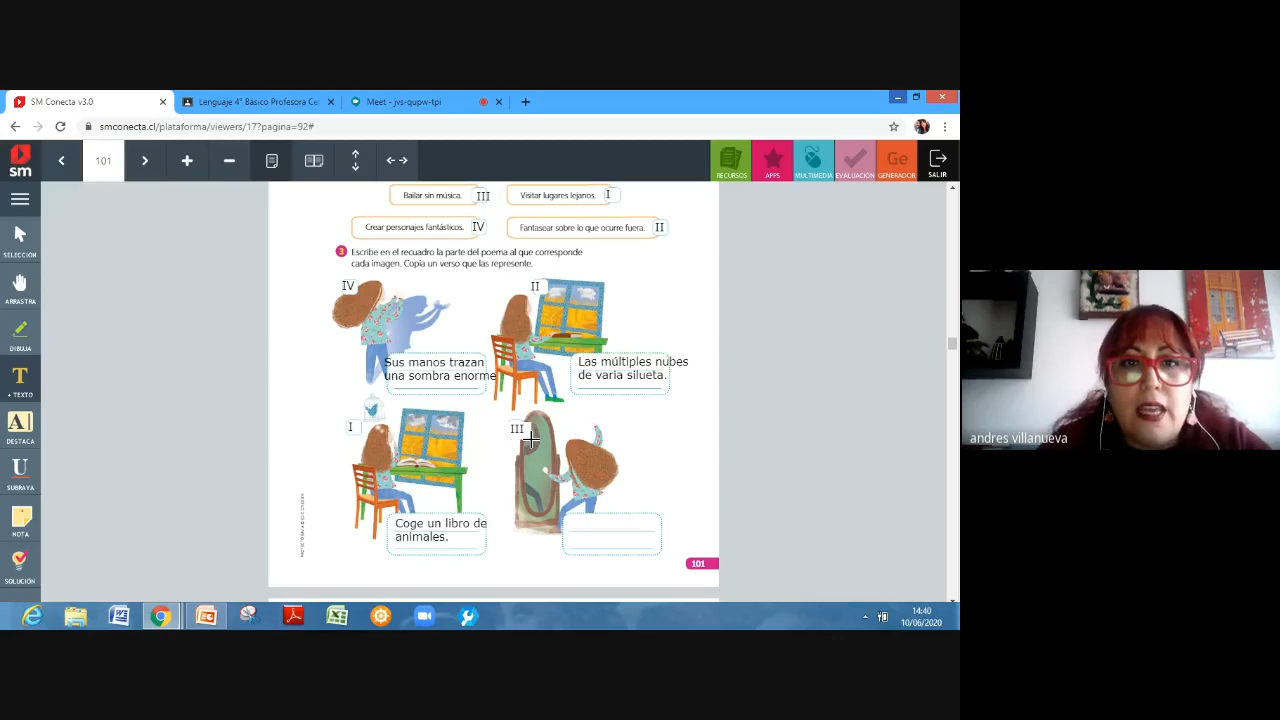 SM Conecta v3.0
Lenguaje 4° Básico Profesora Ce
Meet - jvs-qupw-tpi
smconecta.cl/plataforma/viewers/17?pagina=92#
sm
101
RECURSOS
APPS
MULTIMEDIA
EVALUACIÓN
Ge
GENERADOR
SALIR
SELECCIÓN
ARRASTRA
DIBUJA
T
+ TEXTO
A
DESTACA
U
SUBRAYA
NOTA
SOLUCIÓN
Bailar sin música. III
Visitar lugares lejanos. I
Crear personajes fantásticos. IV
Fantasear sobre lo que ocurre fuera. II
3 Escribe en el recuadro la parte del poema al que corresponde
cada imagen. Copia un verso que las represente.
IV
II
Sus manos trazan
una sombra enorme
Las múltiples nubes
de varia silueta.
I
III
Coge un libro de
animales.
101
andres villanueva
14:40
10/06/2020